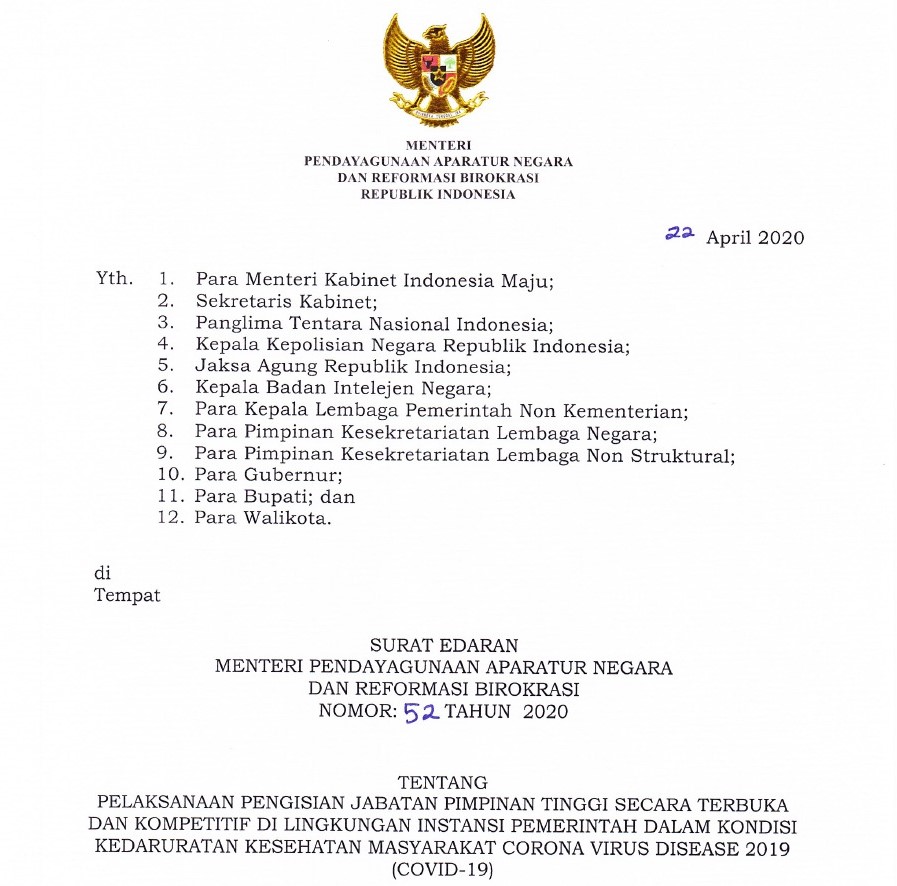 MENTERI
PENDAYAGUNAAN APARATUR NEGARA
DAN REFORMASI BIROKRASI
REPUBLIK INDONESIA
22 April 2020
Yth. 1. Para Menteri Kabinet Indonesia Maju;
2. Sekretaris Kabinet;
3. Panglima Tentara Nasional Indonesia;
4. Kepala Kepolisian Negara Republik Indonesia;
5. Jaksa Agung Republik Indonesia;
6. Kepala Badan Intelejen Negara;
7. Para Kepala Lembaga Pemerintah Non Kementerian;
8. Para Pimpinan Kesekretariatan Lembaga Negara;
9. Para Pimpinan Kesekretariatan Lembaga Non Struktural;
10. Para Gubernur;
11. Para Bupati; dan
12. Para Walikota.
di
Tempat
SURAT EDARAN
MENTERI PENDAYAGUNAAN APARATUR NEGARA
DAN REFORMASI BIROKRASI
NOMOR: 52 TAHUN 2020
TENTANG
PELAKSANAAN PENGISIAN JABATAN PIMPINAN TINGGI SECARA TERBUKA
DAN KOMPETITIF DI LINGKUNGAN INSTANSI PEMERINTAH DALAM KONDISI
KEDARURATAN KESEHATAN MASYARAKAT CORONA VIRUS DISEASE 2019
(COVID-19)